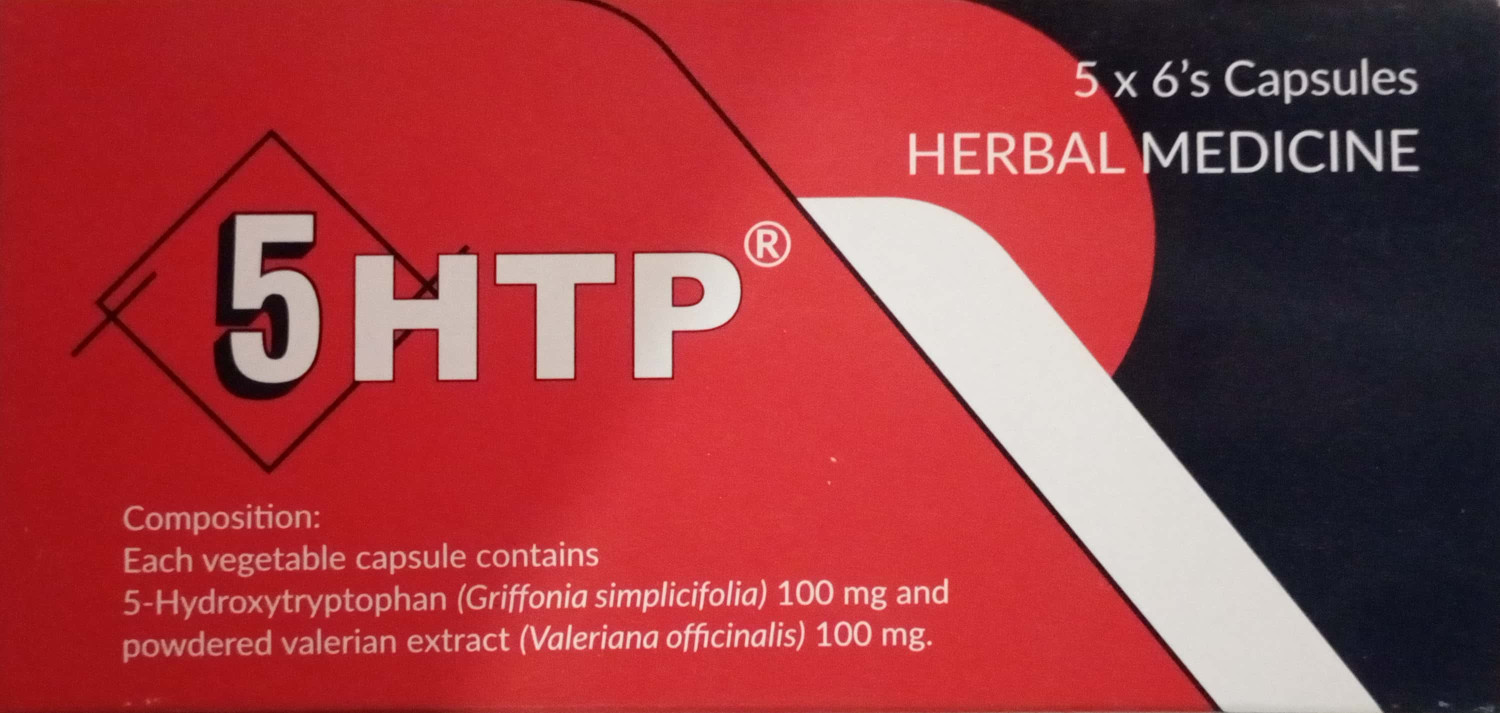 5 x 6’s Capsules
HERBAL MEDICINE
5HTP®
Composition:
Each vegetable capsule contains
5-Hydroxytryptophan (Griffonia simplicifolia) 100 mg and
powdered valerian extract (Valeriana officinalis) 100 mg.